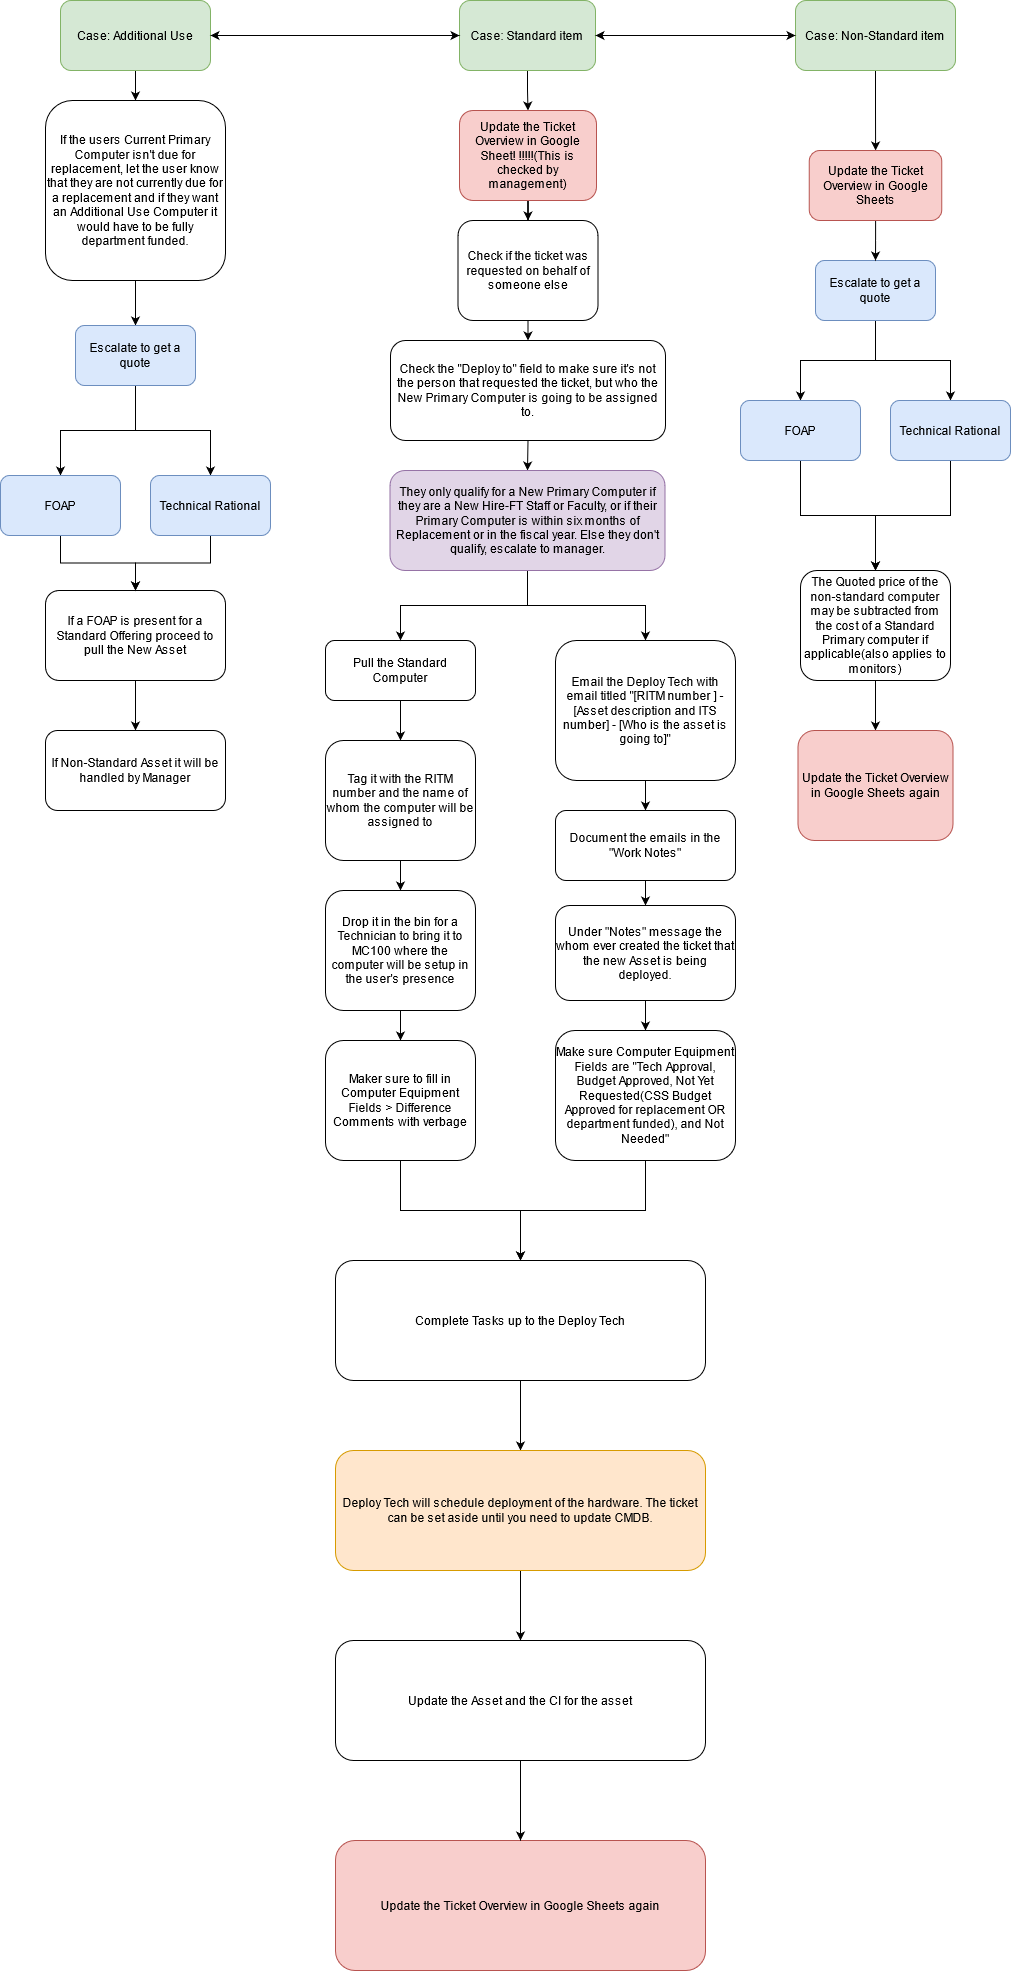 Case: Additional Use
Case: Standard item
Case: Non-Standard item
If the users Current Primary
Computer isn't due for
replacement, let the user know
that they are not currently due for
a replacement and if they want
an Additional Use Computer it
would have to be fully
department funded.
Escalate to get a
quote
FOAP
Technical Rational
If a FOAP is present for a
Standard Offering proceed to
pull the New Asset
If Non-Standard Asset it will be
handled by Manager
Update the Ticket
Overview in Google
Sheet! !!!!!(This is
checked by
management)
Check if the ticket was
requested on behalf of
someone else
Check the "Deploy to" field to make sure it's not
the person that requested the ticket, but who the
New Primary Computer is going to be assigned
to.
They only qualify for a New Primary Computer if
they are a New Hire-FT Staff or Faculty, or if their
Primary Computer is within six months of
Replacement or in the fiscal year. Else they don't
qualify, escalate to manager.
Pull the Standard
Computer
Tag it with the RITM
number and the name of
whom the computer will be
assigned to
Drop it in the bin for a
Technician to bring it to
MC100 where the
computer will be setup in
the user's presence
Maker sure to fill in
Computer Equipment
Fields > Difference
Comments with verbage
Email the Deploy Tech with
email titled "[RITM number ] -
[Asset description and ITS
number] - [Who is the asset is
going to]"
Document the emails in the
"Work Notes"
Under "Notes" message the
whom ever created the ticket that
the new Asset is being
deployed.
Make sure Computer Equipment
Fields are "Tech Approval,
Budget Approved, Not Yet
Requested(CSS Budget
Approved for replacement OR
department funded), and Not
Needed"
Complete Tasks up to the Deploy Tech
Deploy Tech will schedule deployment of the hardware. The ticket
can be set aside until you need to update CMDB.
Update the Asset and the CI for the asset
Update the Ticket Overview in Google Sheets again
Update the Ticket
Overview in Google
Sheets
Escalate to get a
quote
FOAP
Technical Rational
The Quoted price of the
non-standard computer
may be subtracted from
the cost of a Standard
Primary computer if
applicable(also applies to
monitors)
Update the Ticket Overview
in Google Sheets again